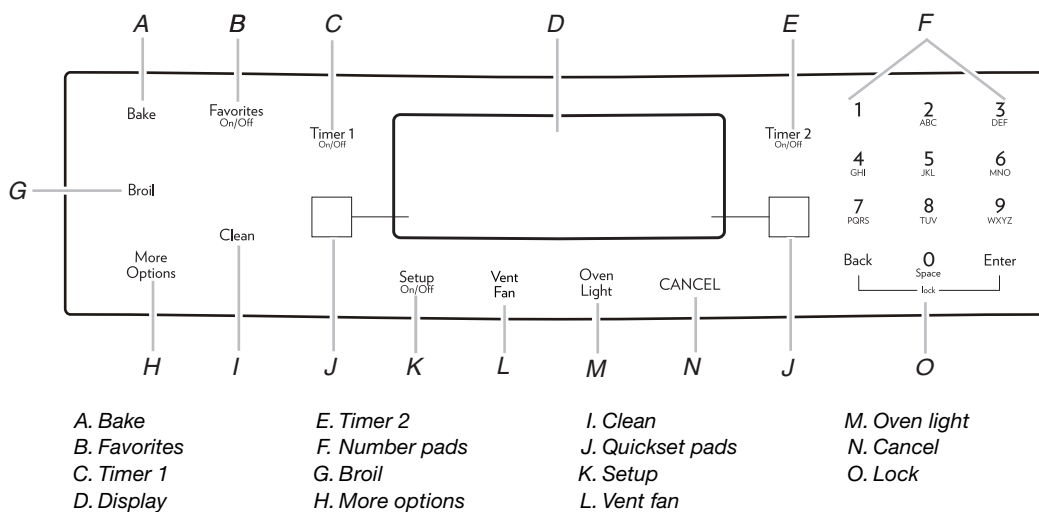 A B C D E F
Bake
Favorites
On/Off
Timer 1
On/Off
Timer 2
On/Off
1 2 3
ABC DEF
4 5 6
GHI JKL MNO
7 8 9
PQRS TUV WXYZ
Back 0 Enter
Space
lock
G
Broil
Clean
More
Options
Setup
On/Off
Vent
Fan
Oven
Light
CANCEL
H I J K L M N J O
A. Bake
B. Favorites
C. Timer 1
D. Display
E. Timer 2
F. Number pads
G. Broil
H. More options
I. Clean
J. Quickset pads
K. Setup
L. Vent fan
M. Oven light
N. Cancel
O. Lock